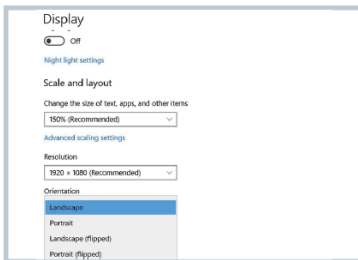 Display
Off
Night light settings
Scale and layout
Change the size of text, apps, and other items
150% (Recommended)
Advanced scaling settings
Resolution
1920 × 1080 (Recommended)
Orientation
Landscape
Portrait
Landscape (flipped)
Portrait (flipped)